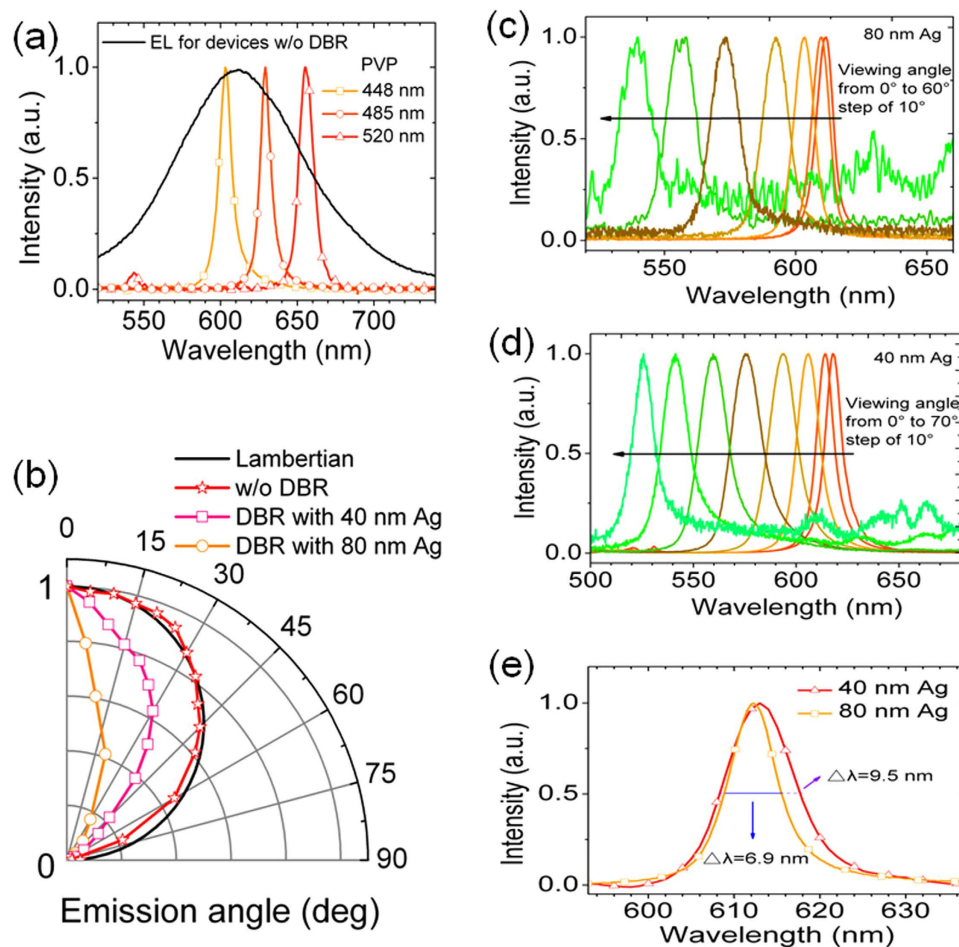 (a)
EL for devices w/o DBR
PVP
448 nm
485 nm
520 nm
1.0
0.5
0.0
Intensity (a.u.)
550 600 650 700
Wavelength (nm)
(c)
80 nm Ag
Viewing angle
from 0° to 60°
step of 10°
1.0
0.5
0.0
Intensity (a.u.)
550 600 650
Wavelength (nm)
(d)
40 nm Ag
Viewing angle
from 0° to 70°
step of 10°
1.0
0.5
0.0
Intensity (a.u.)
500 550 600 650
Wavelength (nm)
(b)
Lambertian
w/o DBR
DBR with 40 nm Ag
DBR with 80 nm Ag
0
15
30
45
60
75
90
1
0
Emission angle (deg)
(e)
40 nm Ag
80 nm Ag
△λ=9.5 nm
△λ=6.9 nm
1.0
0.5
0.0
Intensity (a.u.)
600 610 620 630
Wavelength (nm)